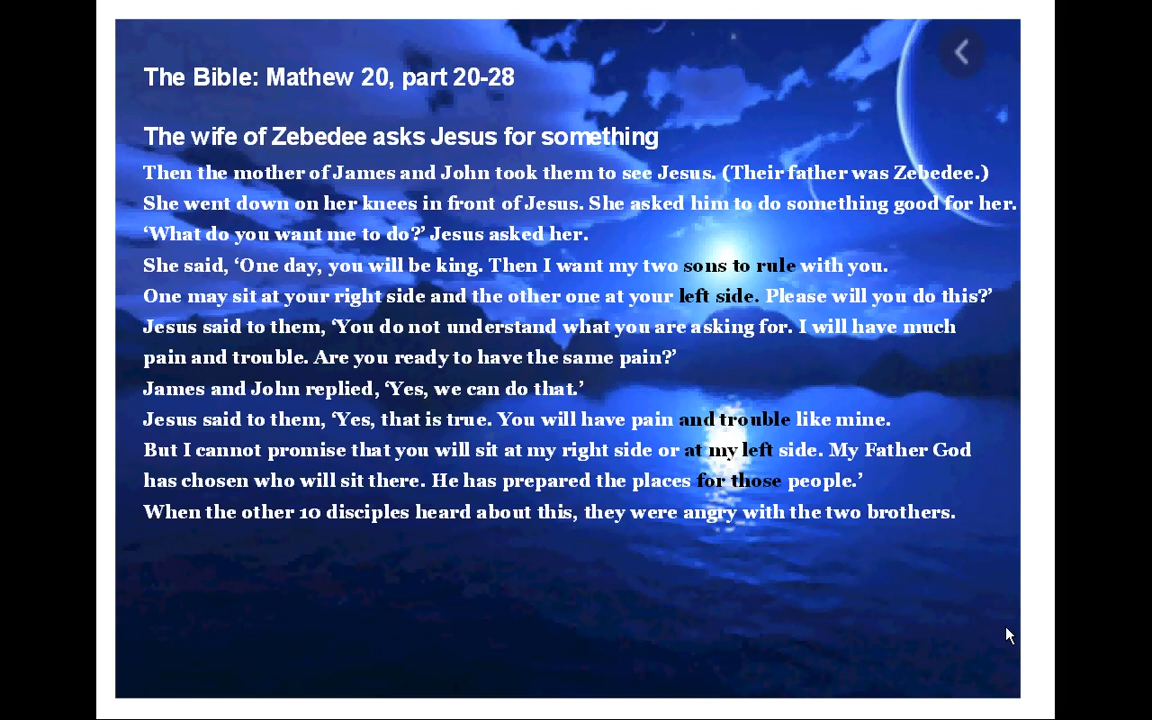 The Bible: Mathew 20, part 20-28
The wife of Zebedee asks Jesus for something
Then the mother of James and John took them to see Jesus. (Their father was Zebedee.)
She went down on her knees in front of Jesus. She asked him to do something good for her.
‘What do you want me to do?’ Jesus asked her.
She said, ‘One day, you will be king. Then I want my two sons to rule with you.
One may sit at your right side and the other one at your left side. Please will you do this?’
Jesus said to them, ‘You do not understand what you are asking for. I will have much
pain and trouble. Are you ready to have the same pain?’
James and John replied, ‘Yes, we can do that.’
Jesus said to them, ‘Yes, that is true. You will have pain and trouble like mine.
But I cannot promise that you will sit at my right side or at my left side. My Father God
has chosen who will sit there. He has prepared the places for those people.’
When the other 10 disciples heard about this, they were angry with the two brothers.